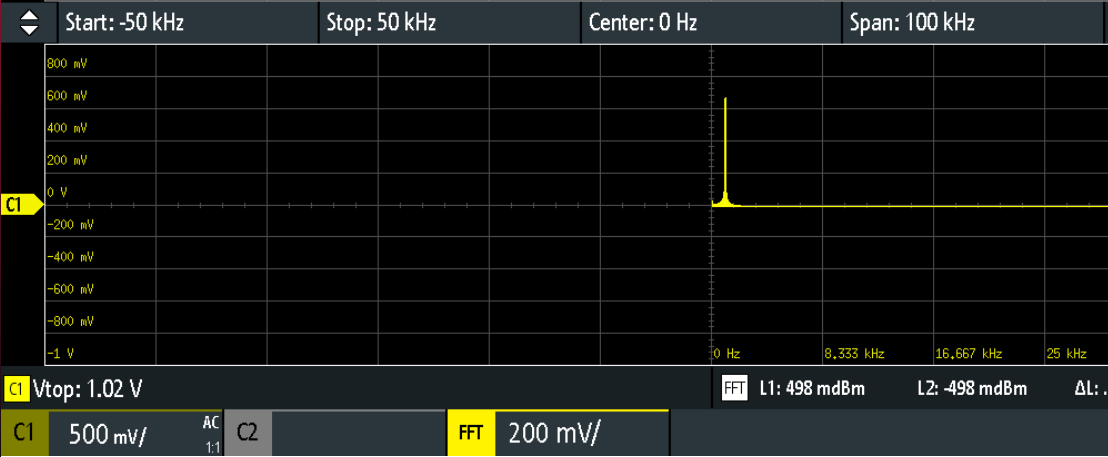 Start: -50 kHz Stop: 50 kHz Center: 0 Hz Span: 100 kHz
800 mV
600 mV
400 mV
200 mV
0 V
C1
-200 mV
-400 mV
-600 mV
-800 mV
-1 V 0 Hz 8.333 kHz 16.667 kHz 25 kHz
C1 Vtop: 1.02 V FFT L1: 498 mdBm L2: -498 mdBm ΔL: .
C1 500 mV/ AC 1:1 C2 FFT 200 mV/